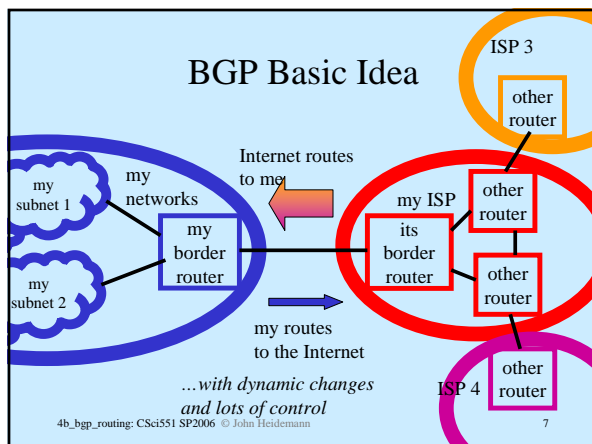 BGP Basic Idea
ISP 3
other
router
Internet routes
to me
my
networks
my
subnet 1
my
border
router
my
subnet 2
my ISP
its
border
router
other
router
other
router
my routes
to the Internet
…with dynamic changes
and lots of control
ISP 4
other
router
4b_bgp_routing: CSci551 SP2006 © John Heidemann
7